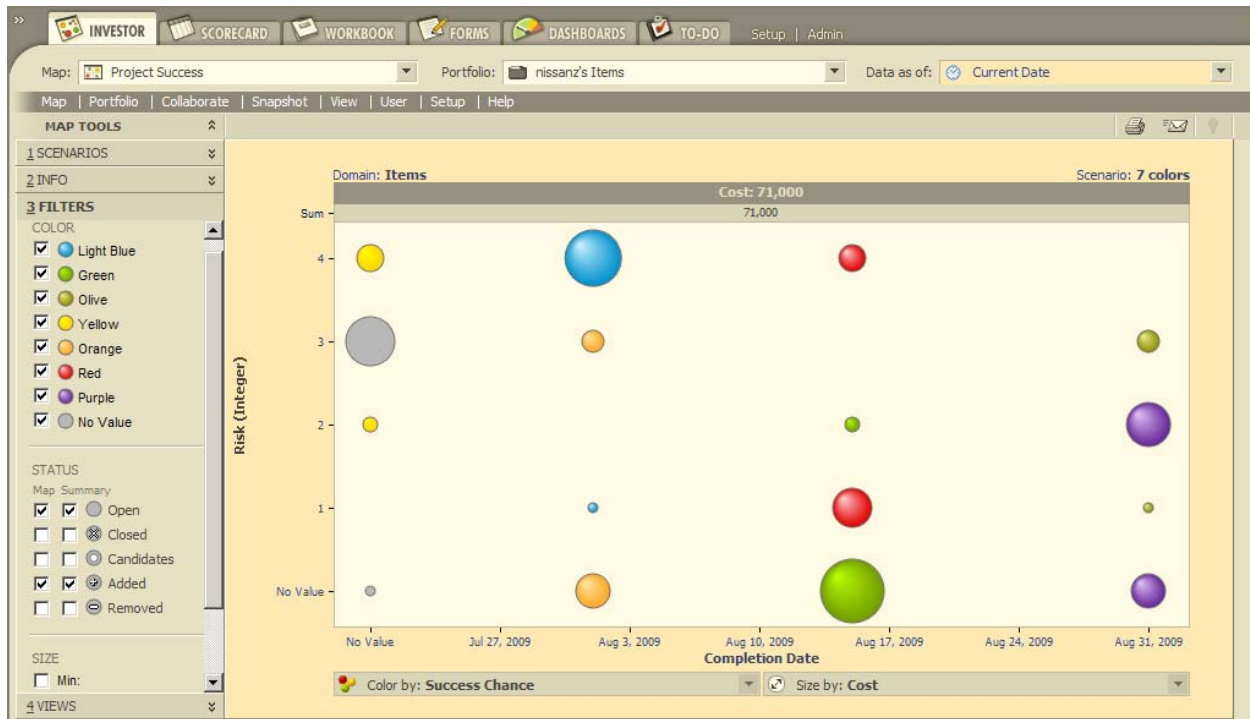 »
INVESTOR SCORECARD WORKBOOK FORMS DASHBOARDS TO-DO Setup | Admin
Map: Project Success Portfolio: nissanz's Items Data as of: Current Date
Map | Portfolio | Collaborate | Snapshot | View | User | Setup | Help
MAP TOOLS
1 SCENARIOS
2 INFO
3 FILTERS
COLOR
Light Blue
Green
Olive
Yellow
Orange
Red
Purple
No Value
STATUS
Map Summary
Open
Closed
Candidates
Added
Removed
SIZE
Min:
4 VIEWS
Domain: Items Scenario: 7 colors
Cost: 71,000
Sum 71,000
Risk (Integer)
4
3
2
1
No Value
No Value Jul 27, 2009 Aug 3, 2009 Aug 10, 2009 Aug 17, 2009 Aug 24, 2009 Aug 31, 2009
Completion Date
Color by: Success Chance Size by: Cost